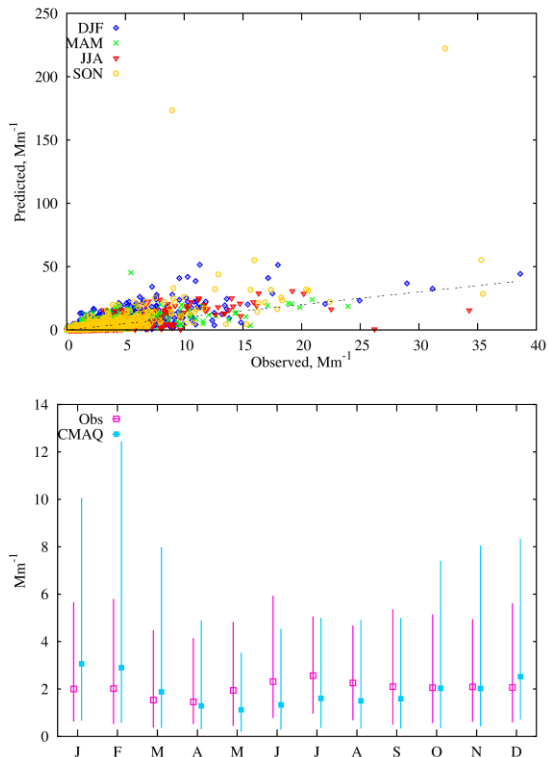 DJF
MAM
JJA
SON
250
200
150
100
50
0
Predicted, Mm-1
0 5 10 15 20 25 30 35 40
Observed, Mm-1
Obs
CMAQ
14
12
10
8
6
4
2
0
Mm-1
J F M A M J J A S O N D